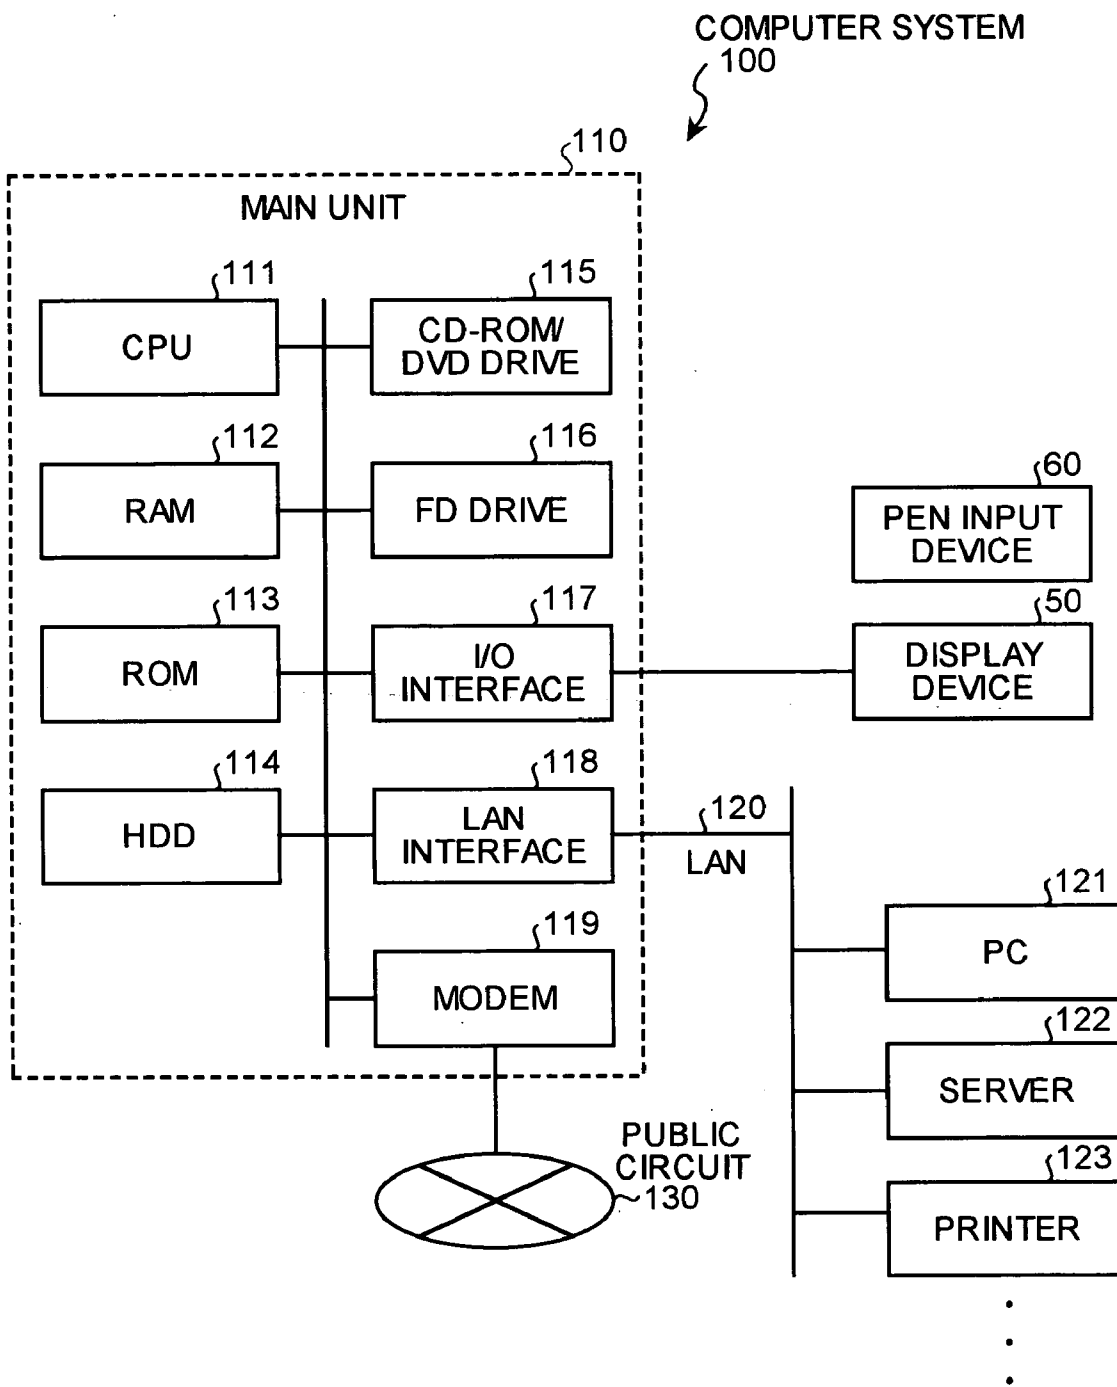 COMPUTER SYSTEM
100
110
MAIN UNIT
111
CPU
115
CD-ROM/
DVD DRIVE
112
RAM
116
FD DRIVE
60
PEN INPUT
DEVICE
113
ROM
117
I/O
INTERFACE
50
DISPLAY
DEVICE
114
HDD
118
LAN
INTERFACE
120
LAN
119
MODEM
121
PC
122
SERVER
PUBLIC
CIRCUIT
130
123
PRINTER